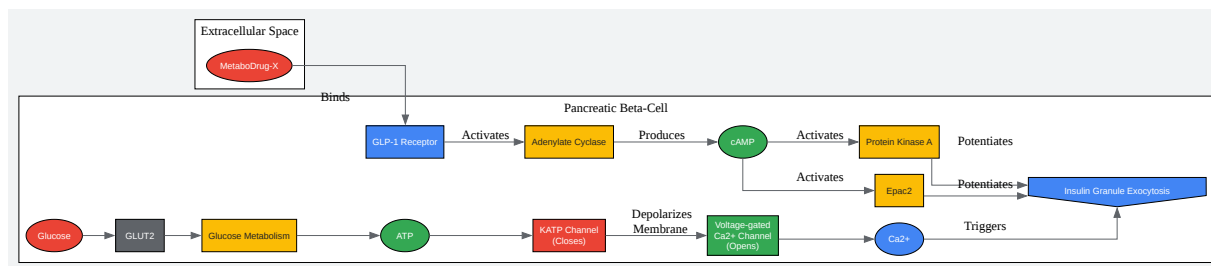 Extracellular Space
MetaboDrug-X
Binds
Pancreatic Beta-Cell
GLP-1 Receptor
Activates
Adenylate Cyclase
Produces
cAMP
Activates
Protein Kinase A
Potentiates
Activates
Epac2
Potentiates
Insulin Granule Exocytosis
Glucose
GLUT2
Glucose Metabolism
ATP
KATP Channel
(Closes)
Depolarizes
Membrane
Voltage-gated
Ca2+ Channel
(Opens)
Ca2+
Triggers